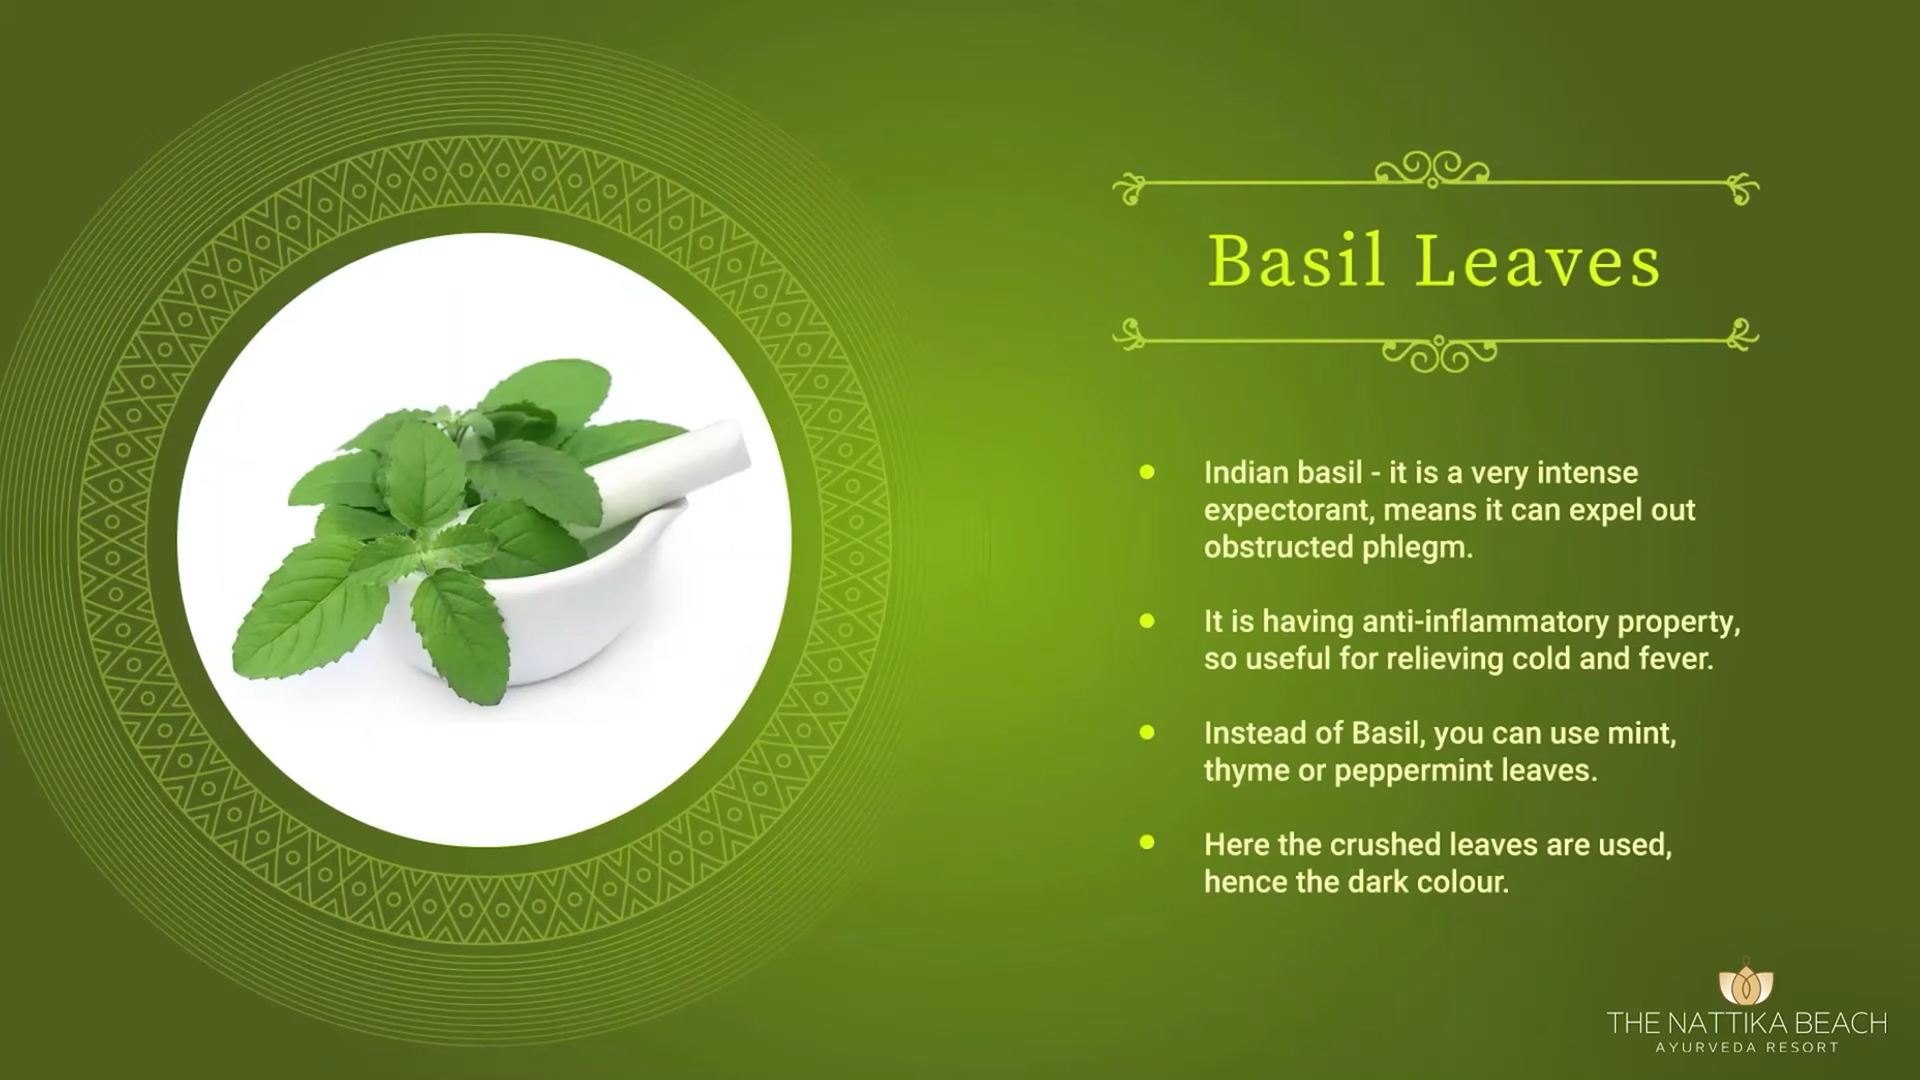 Basil Leaves
Indian basil - it is a very intense
expectorant, means it can expel out
obstructed phlegm.
It is having anti-inflammatory property,
so useful for relieving cold and fever.
Instead of Basil, you can use mint,
thyme or peppermint leaves.
Here the crushed leaves are used,
hence the dark colour.
THE NATTIKA BEACH
AYURVEDA RESORT